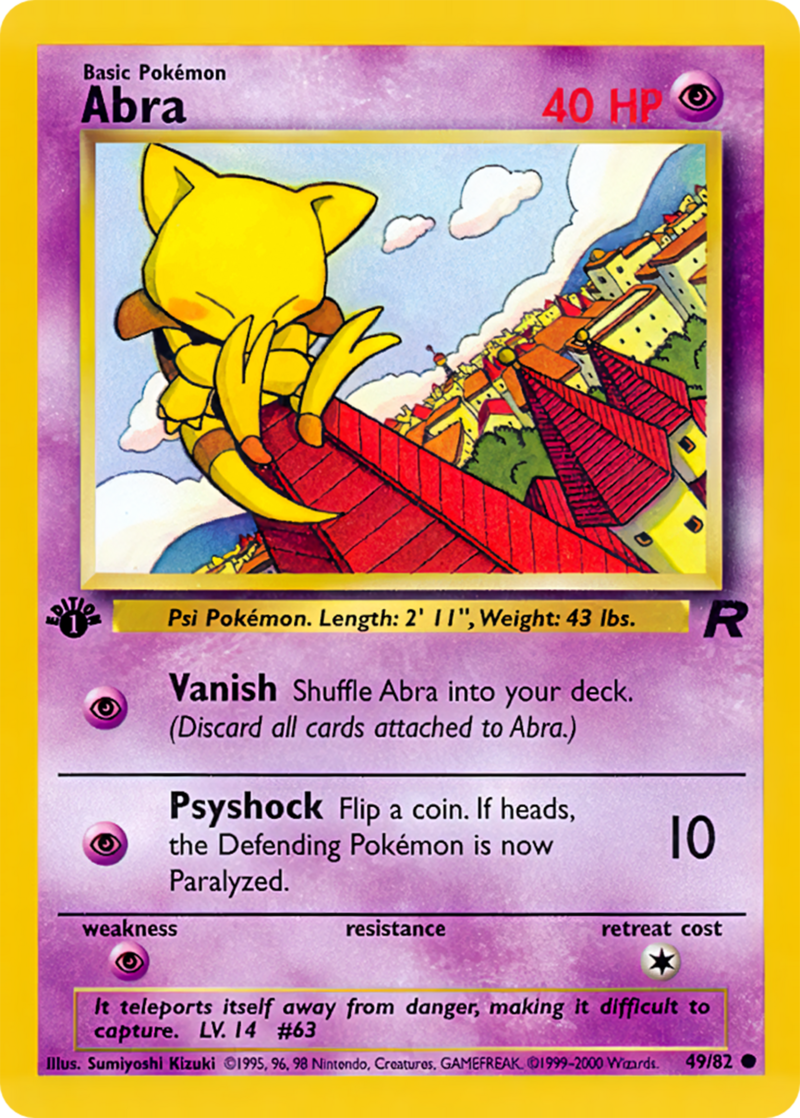 Basic Pokémon
Abra
40 HP
EDITION
1
Psi Pokémon. Length: 2' 11", Weight: 43 lbs.
R
Vanish Shuffle Abra into your deck.
(Discard all cards attached to Abra.)
Psyshock Flip a coin. If heads,
the Defending Pokémon is now
Paralyzed.
10
weakness
resistance
retreat cost
It teleports itself away from danger, making it difficult to
capture. LV. 14 #63
Illus. Sumiyoshi Kizuki ©1995, 96, 98 Nintendo, Creatures, GAMEFREAK. ©1999–2000 Wizards.
49/82